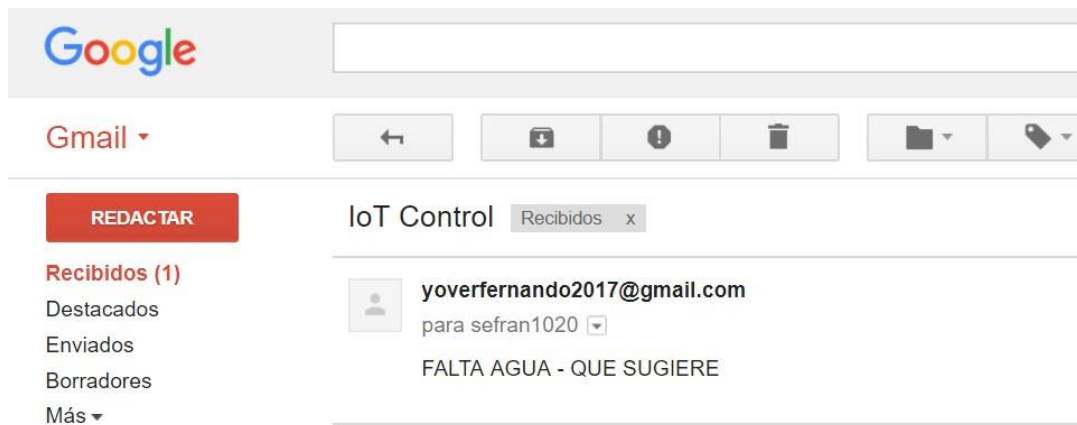 Google
Gmail
REDACTAR
IoT Control Recibidos x
Recibidos (1)
Destacados
Enviados
Borradores
Más
yoverfernando2017@gmail.com
para sefran1020
FALTA AGUA - QUE SUGIERE